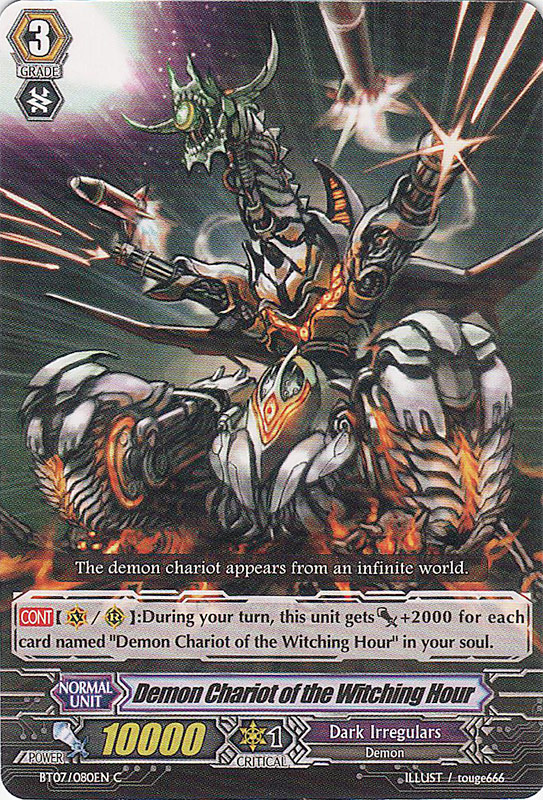 3
GRADE
The demon chariot appears from an infinite world.
CONT【 V / R 】:During your turn, this unit gets +2000 for each
card named "Demon Chariot of the Witching Hour" in your soul.
NORMAL
UNIT
Demon Chariot of the Witching Hour
POWER
10000
1
CRITICAL
Dark Irregulars
Demon
BT07/080EN C
ILLUST / touge666